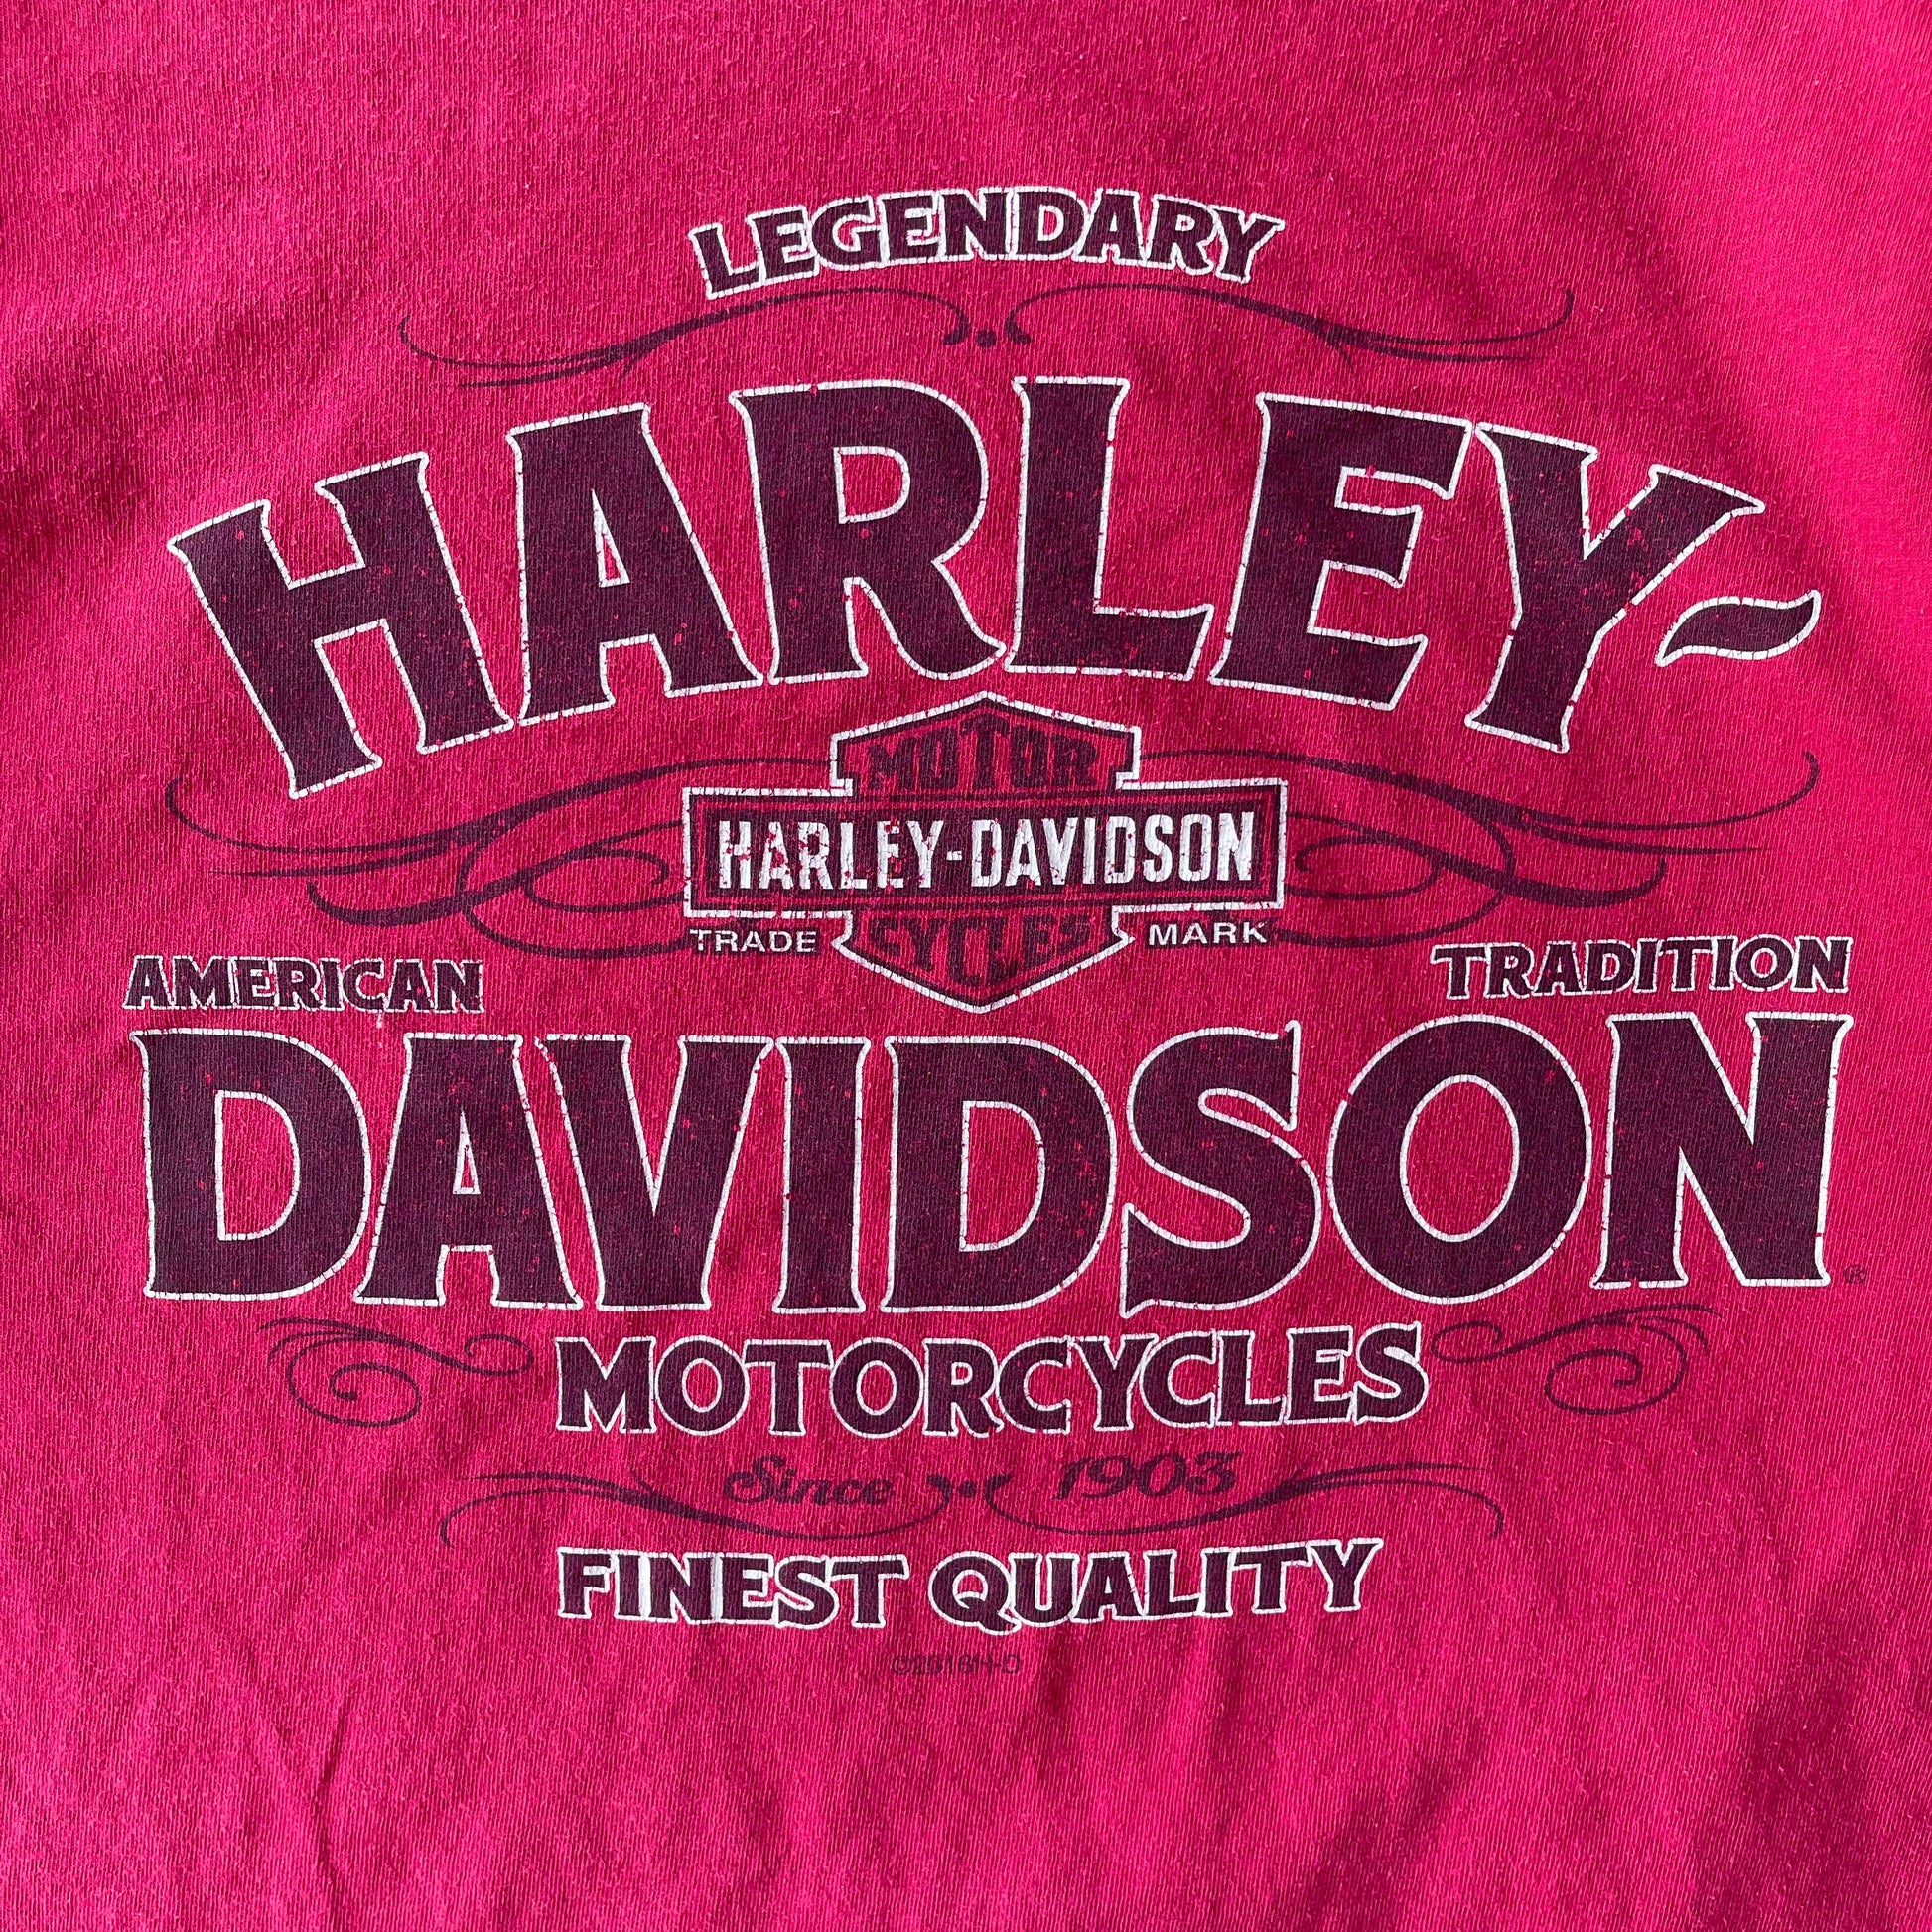 LEGENDARY
HARLEY-
MOTOR
HARLEY-DAVIDSON
CYCLES
TRADE MARK
AMERICAN TRADITION
DAVIDSON®
MOTORCYCLES
Since 1903
FINEST QUALITY